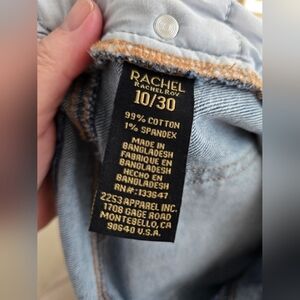 RACHEL
RACHEL ROY
10/30
99% COTTON
1% SPANDEX
MADE IN
BANGLADESH
FABRIQUE EN
BANGLADESH
HECHO EN
BANGLADESH
RN#:133647
2253 APPAREL INC.
1708 GAGE ROAD
MONTEBELLO, CA
90640 U.S.A.